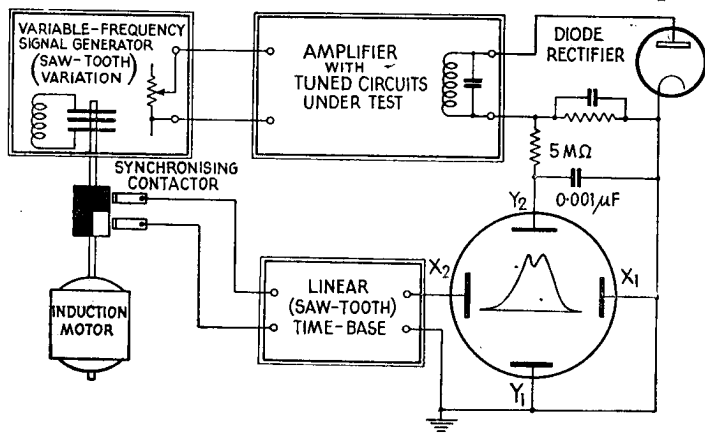 VARIABLE-FREQUENCY
SIGNAL GENERATOR
(SAW-TOOTH)
VARIATION
AMPLIFIER
WITH
TUNED CIRCUITS
UNDER TEST
DIODE
RECTIFIER
5 MΩ
0·001μF
SYNCHRONISING
CONTACTOR
INDUCTION
MOTOR
LINEAR
(SAW-TOOTH)
TIME-BASE
Y2
X2
X1
Y1